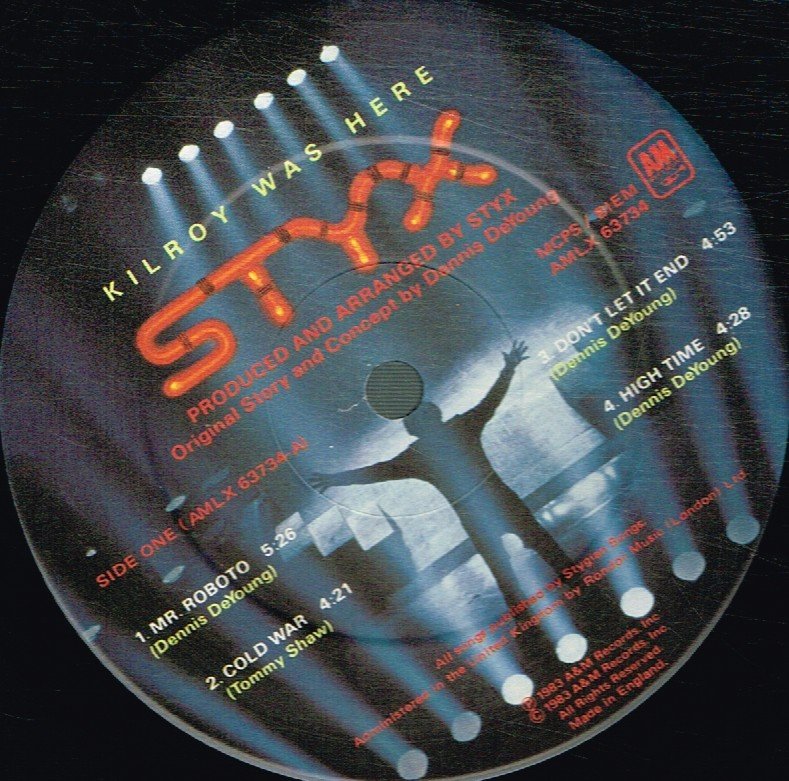 KILROY WAS HERE
STYX
PRODUCED AND ARRANGED BY STYX
Original Story and Concept by Dennis DeYoung
A&M
MCPS / BIEM
AMLX 63734
SIDE ONE (AMLX 63734-A)
1. MR. ROBOTO 5:26
(Dennis DeYoung)
2. COLD WAR 4:21
(Tommy Shaw)
3. DON'T LET IT END 4:53
(Dennis DeYoung)
4. HIGH TIME 4:28
(Dennis DeYoung)
All songs published by Stygian Songs.
Administered in the United Kingdom by Rondor Music (London) Ltd
℗ 1983 A&M Records, Inc.
© 1983 A&M Records, Inc.
All Rights Reserved.
Made in England.